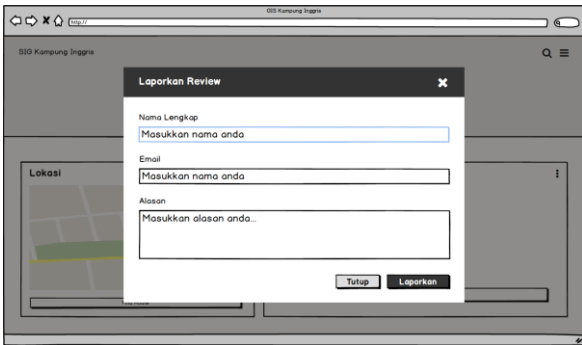 GIS Kampung Inggris
http://
SIG Kampung Inggris
Laporkan Review
Nama Lengkap
Masukkan nama anda
Email
Masukkan nama anda
Alasan
Masukkan alasan anda...
Tutup
Laporkan
Lokasi